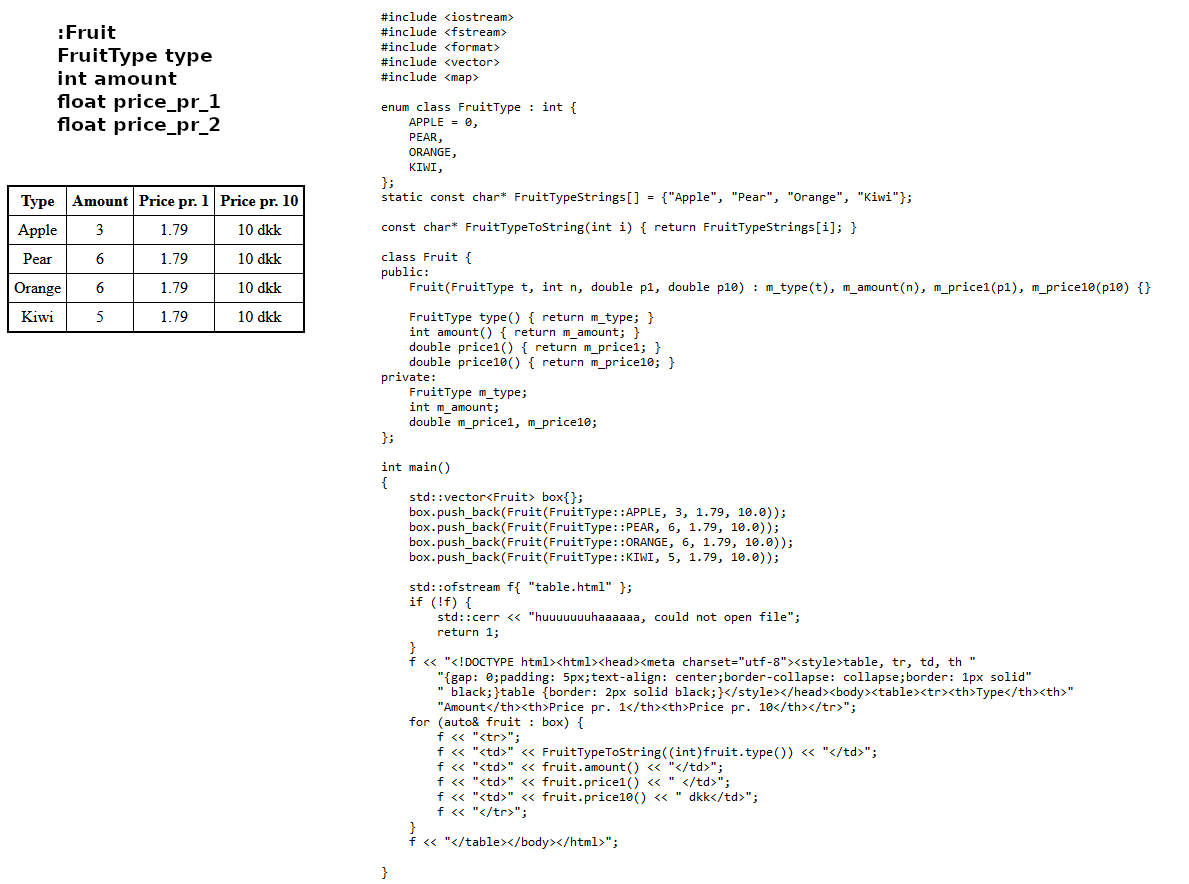 :Fruit
FruitType type
int amount
float price_pr_1
float price_pr_2
Type Amount Price pr. 1 Price pr. 10
Apple 3 1.79 10 dkk
Pear 6 1.79 10 dkk
Orange 6 1.79 10 dkk
Kiwi 5 1.79 10 dkk
#include <iostream>
#include <fstream>
#include <format>
#include <vector>
#include <map>

enum class FruitType : int {
    APPLE = 0,
    PEAR,
    ORANGE,
    KIWI,
};
static const char* FruitTypeStrings[] = {"Apple", "Pear", "Orange", "Kiwi"};

const char* FruitTypeToString(int i) { return FruitTypeStrings[i]; }

class Fruit {
public:
    Fruit(FruitType t, int n, double p1, double p10) : m_type(t), m_amount(n), m_price1(p1), m_price10(p10) {}

    FruitType type() { return m_type; }
    int amount() { return m_amount; }
    double price1() { return m_price1; }
    double price10() { return m_price10; }
private:
    FruitType m_type;
    int m_amount;
    double m_price1, m_price10;
};

int main()
{
    std::vector<Fruit> box{};
    box.push_back(Fruit(FruitType::APPLE, 3, 1.79, 10.0));
    box.push_back(Fruit(FruitType::PEAR, 6, 1.79, 10.0));
    box.push_back(Fruit(FruitType::ORANGE, 6, 1.79, 10.0));
    box.push_back(Fruit(FruitType::KIWI, 5, 1.79, 10.0));

    std::ofstream f{ "table.html" };
    if (!f) {
        std::cerr << "huuuuuuuhaaaaaa, could not open file";
        return 1;
    }
    f << "<!DOCTYPE html><html><head><meta charset="utf-8"><style>table, tr, td, th "
        "{gap: 0;padding: 5px;text-align: center;border-collapse: collapse;border: 1px solid"
        " black;}table {border: 2px solid black;}</style></head><body><table><tr><th>Type</th><th>"
        "Amount</th><th>Price pr. 1</th><th>Price pr. 10</th></tr>";
    for (auto& fruit : box) {
        f << "<tr>";
        f << "<td>" << FruitTypeToString((int)fruit.type()) << "</td>";
        f << "<td>" << fruit.amount() << "</td>";
        f << "<td>" << fruit.price1() << " </td>";
        f << "<td>" << fruit.price10() << " dkk</td>";
        f << "</tr>";
    }
    f << "</table></body></html>";

}